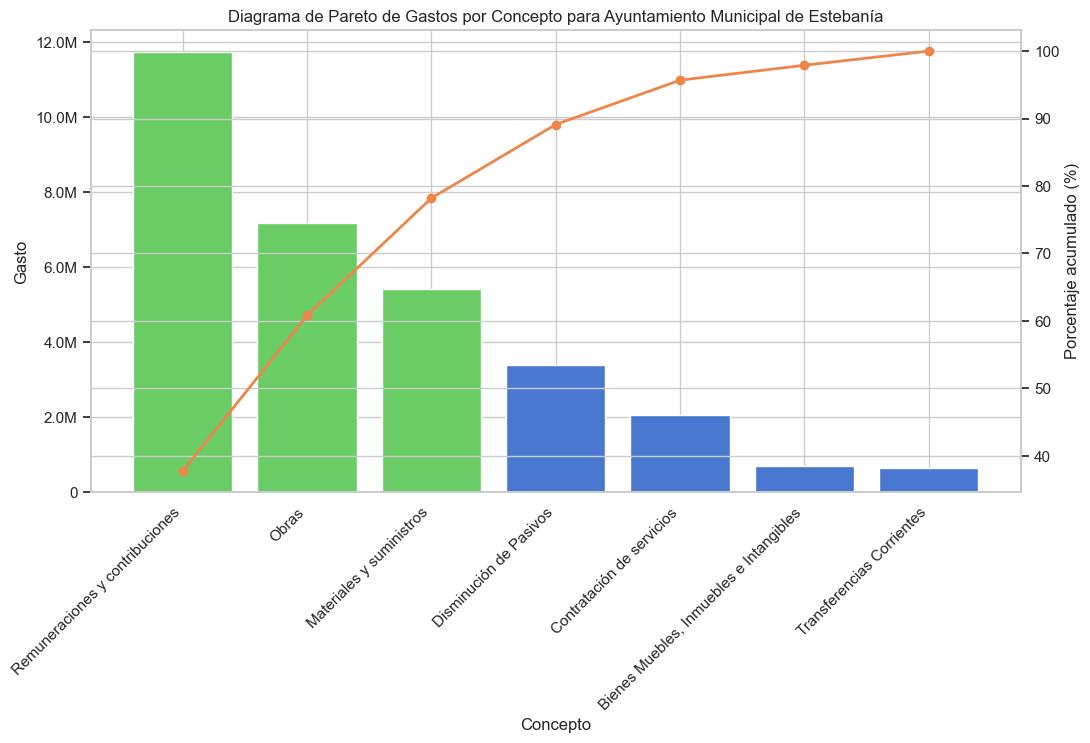 Diagrama de Pareto de Gastos por Concepto para Ayuntamiento Municipal de Estebanía
12.0M
10.0M
8.0M
6.0M
4.0M
2.0M
0
Gasto
100
90
80
70
60
50
40
Porcentaje acumulado (%)
Remuneraciones y contribuciones
Obras
Materiales y suministros
Disminución de Pasivos
Contratación de servicios
Bienes Muebles, Inmuebles e Intangibles
Transferencias Corrientes
Concepto